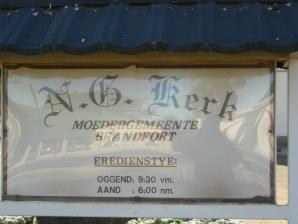 N.G. Kerk
MOEDERGEMEENTE
BRANDFORT
EREDIENSTYE:
OGGEND: 9:30 vm.
AAND : 6:00 nm.